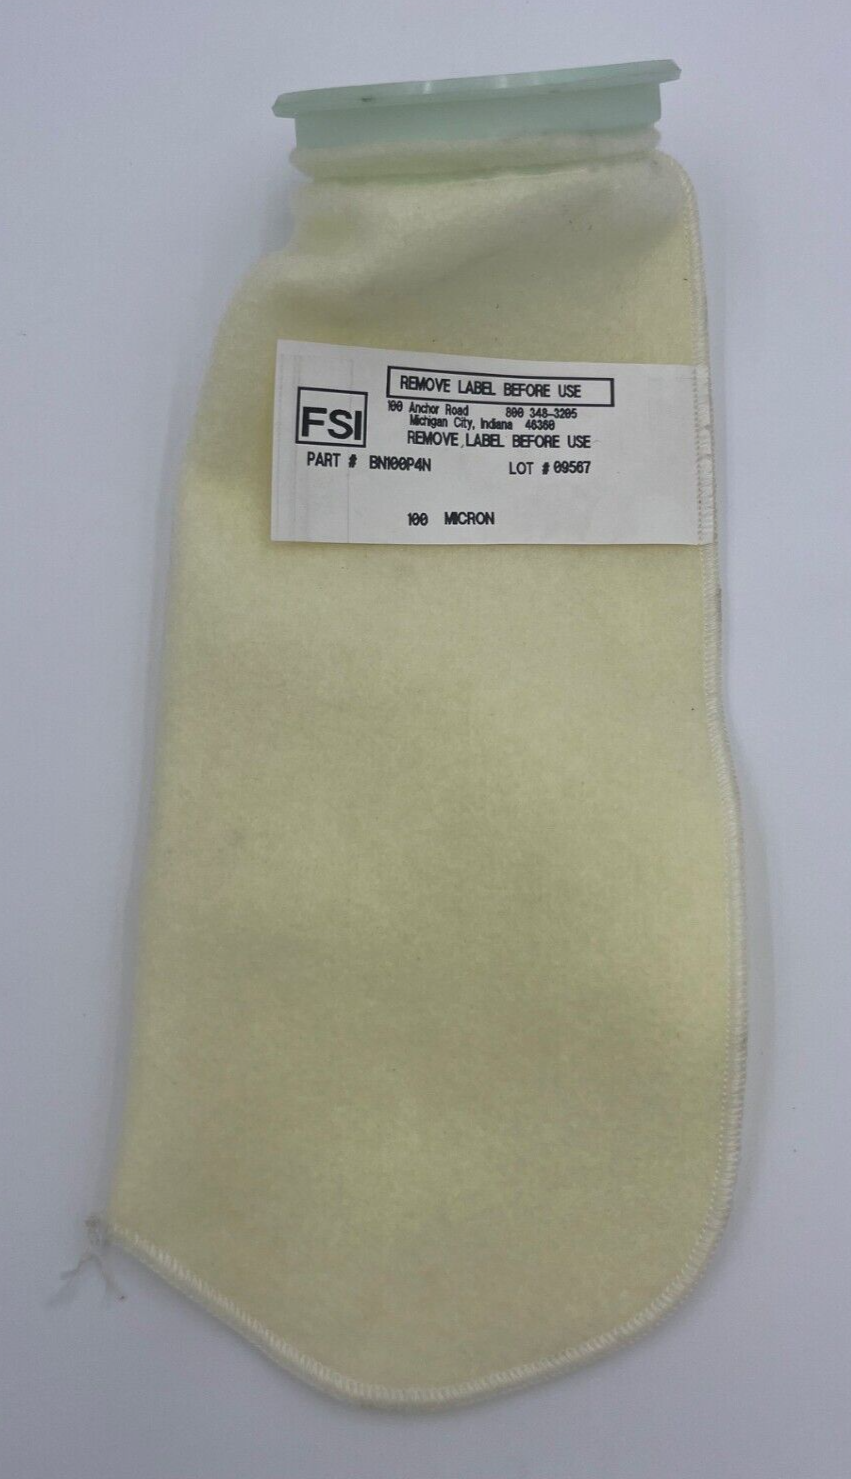 REMOVE LABEL BEFORE USE
FSI
100 Anchor Road 800 348-3205
Michigan City, Indiana 46360
REMOVE LABEL BEFORE USE
PART # BN100P4N LOT # 09567
100 MICRON